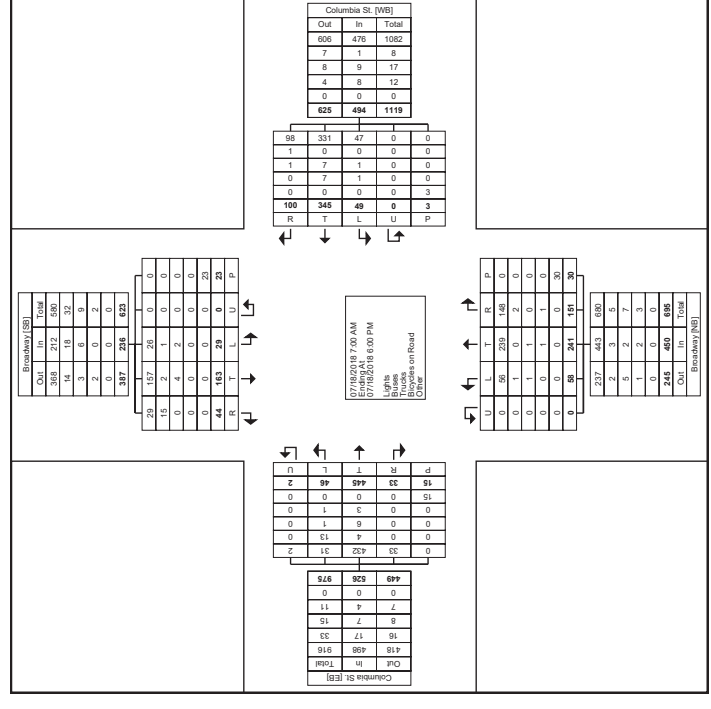 Columbia St. [WB]
Out In Total
606 476 1082
7 1 8
8 9 17
4 8 12
0 0 0
625 494 1119
98 331 47 0 0
1 0 0 0 0
1 7 1 0 0
0 7 1 0 0
0 0 0 0 3
100 345 49 0 3
R T L U P
Broadway [SB]
Out In Total
368 212 580
14 18 32
3 6 9
2 0 2
0 0 0
387 236 623
29 157 26 0 0
15 2 1 0 0
0 4 2 0 0
0 0 0 0 0
0 0 0 0 23
44 163 29 0 23
R T L U P
07/18/2018 7:00 AM
Ending At
07/18/2018 6:00 PM
Lights
Buses
Trucks
Bicycles on Road
Other
U L T R P
0 56 239 148 0
0 1 0 2 0
0 1 1 0 0
0 0 1 1 0
0 0 0 0 30
0 58 241 151 30
237 443 680
2 3 5
5 2 7
1 2 3
0 0 0
245 450 695
Out In Total
Broadway [NB]
Columbia St. [EB]
Out In Total
418 498 916
16 17 33
8 7 15
7 4 11
0 0 0
449 526 975
0 33 432 31 2
0 0 4 13 0
0 0 6 1 0
0 0 3 1 0
15 0 0 0 0
15 33 445 46 2
P R T L U